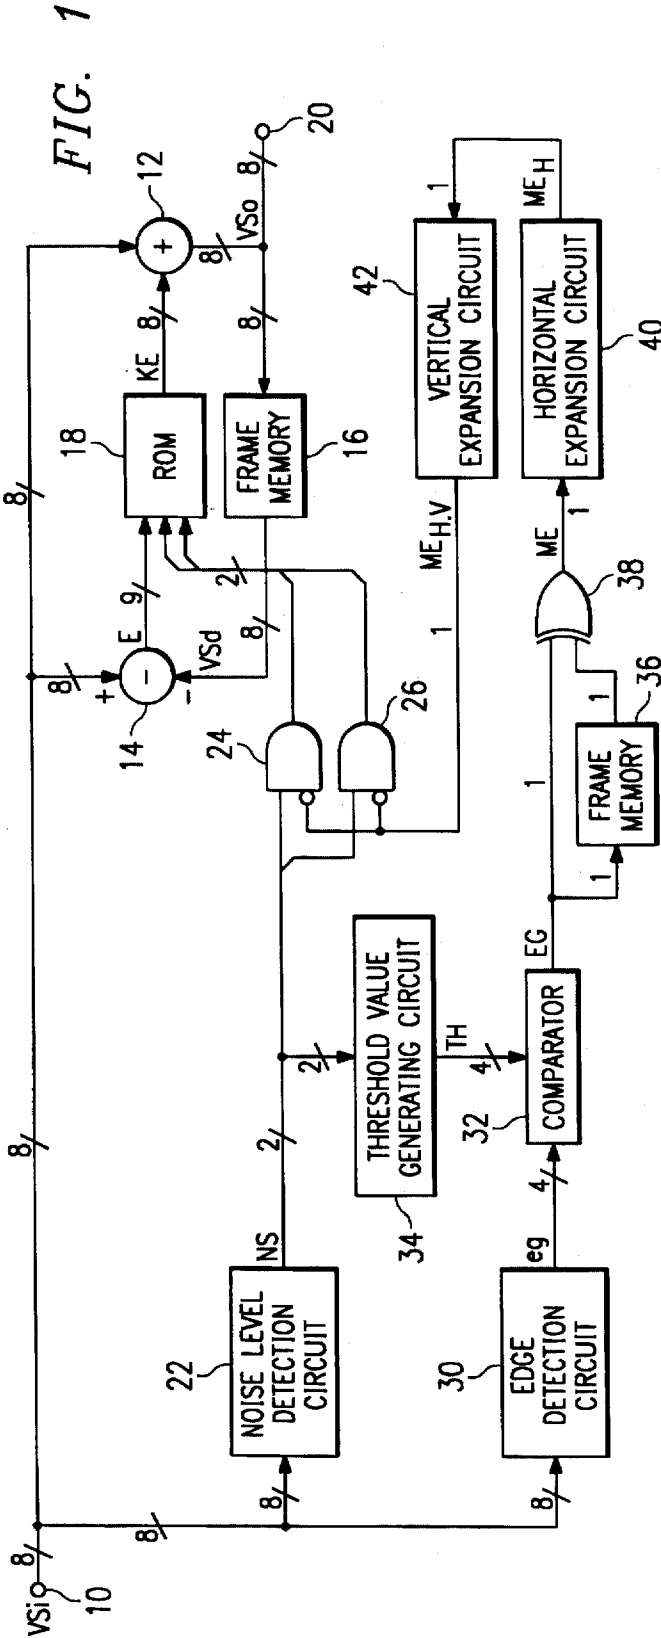 FIG. 1
VSi
10
8
8
8
8
8
8
8
8
+
-
-
14
E
9
VSd
18
ROM
KE
8
+
12
8
VSo
8
20
8
FRAME
MEMORY
16
8
2
22
NOISE LEVEL
DETECTION
CIRCUIT
NS
2
2
24
26
THRESHOLD VALUE
GENERATING CIRCUIT
34
TH
4
30
EDGE
DETECTION
CIRCUIT
eg
4
32
COMPARATOR
EG
1
1
FRAME
MEMORY
36
1
38
ME
1
HORIZONTAL
EXPANSION CIRCUIT
40
MEH
1
42
VERTICAL
EXPANSION CIRCUIT
MEH.V
1